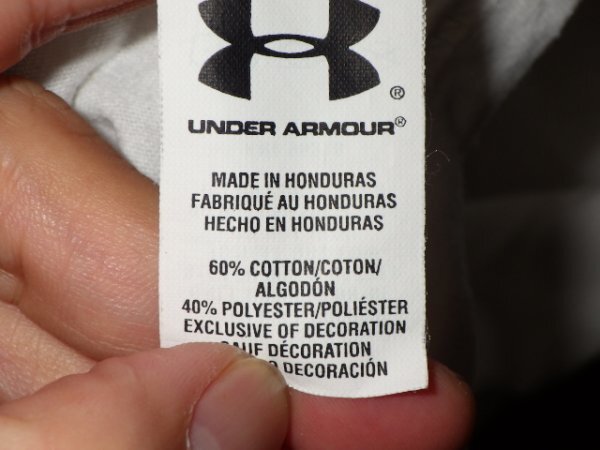 ®
UNDER ARMOUR®
MADE IN HONDURAS
FABRIQUÉ AU HONDURAS
HECHO EN HONDURAS
60% COTTON/COTON/
ALGODÓN
40% POLYESTER/POLIÉSTER
EXCLUSIVE OF DECORATION
SAUF DÉCORATION
DECORACIÓN